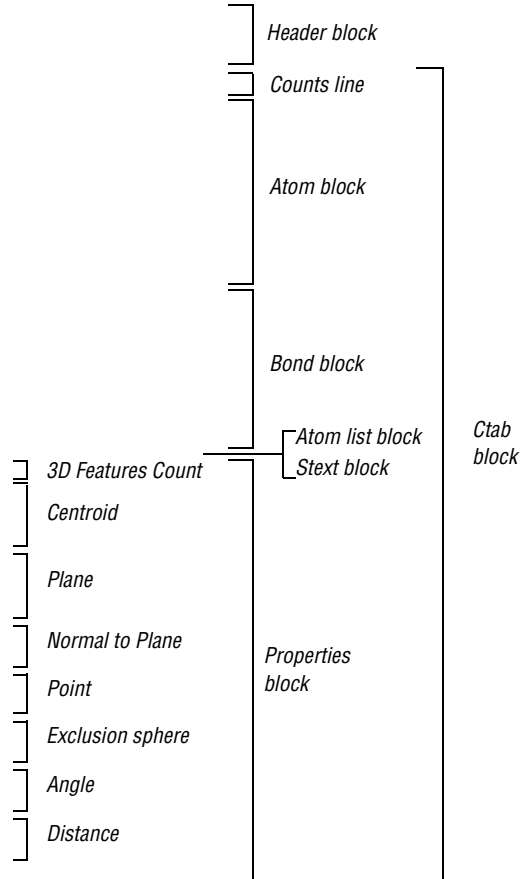 Header block
Counts line
Atom block
Bond block
Atom list block
Stext block
Ctab
block
3D Features Count
Centroid
Plane
Normal to Plane
Properties
block
Point
Exclusion sphere
Angle
Distance